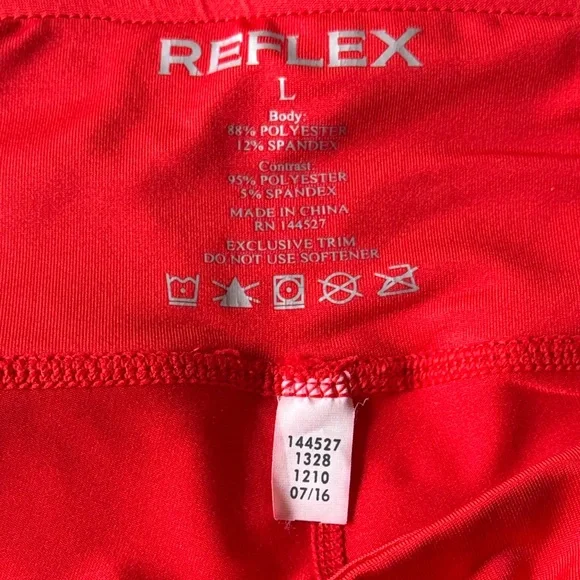 REFLEX
L
Body:
88% POLYESTER
12% SPANDEX
Contrast:
95% POLYESTER
5% SPANDEX
MADE IN CHINA
RN 144527
EXCLUSIVE TRIM
DO NOT USE SOFTENER
144527
1328
1210
07/16